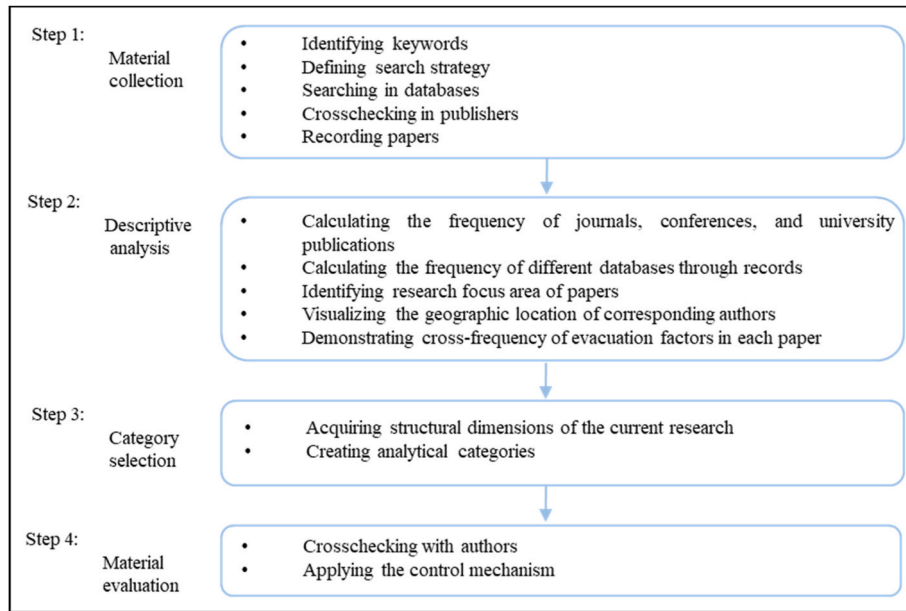 Step 1:
Material
collection
• Identifying keywords
• Defining search strategy
• Searching in databases
• Crosschecking in publishers
• Recording papers
Step 2:
Descriptive
analysis
• Calculating the frequency of journals, conferences, and university
publications
• Calculating the frequency of different databases through records
• Identifying research focus area of papers
• Visualizing the geographic location of corresponding authors
• Demonstrating cross-frequency of evacuation factors in each paper
Step 3:
Category
selection
• Acquiring structural dimensions of the current research
• Creating analytical categories
Step 4:
Material
evaluation
• Crosschecking with authors
• Applying the control mechanism